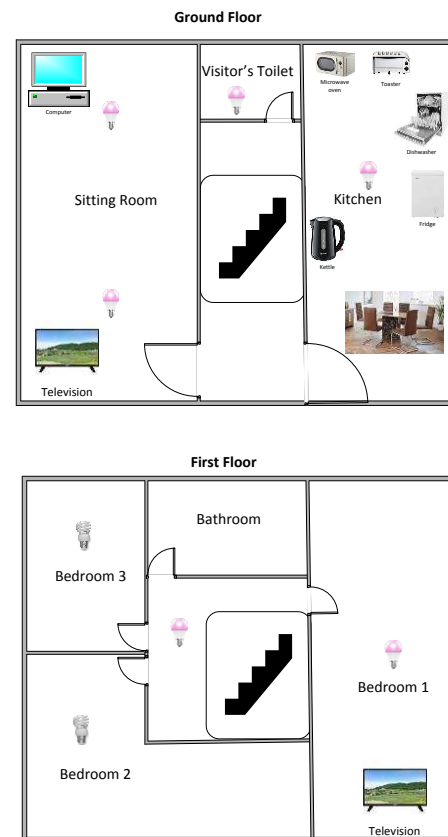 Ground Floor
Visitor's Toilet
Microwave
oven
Toaster
Computer
Dishwasher
Sitting Room
Kitchen
Fridge
Kettle
Television
First Floor
Bathroom
Bedroom 3
Bedroom 1
Bedroom 2
Television